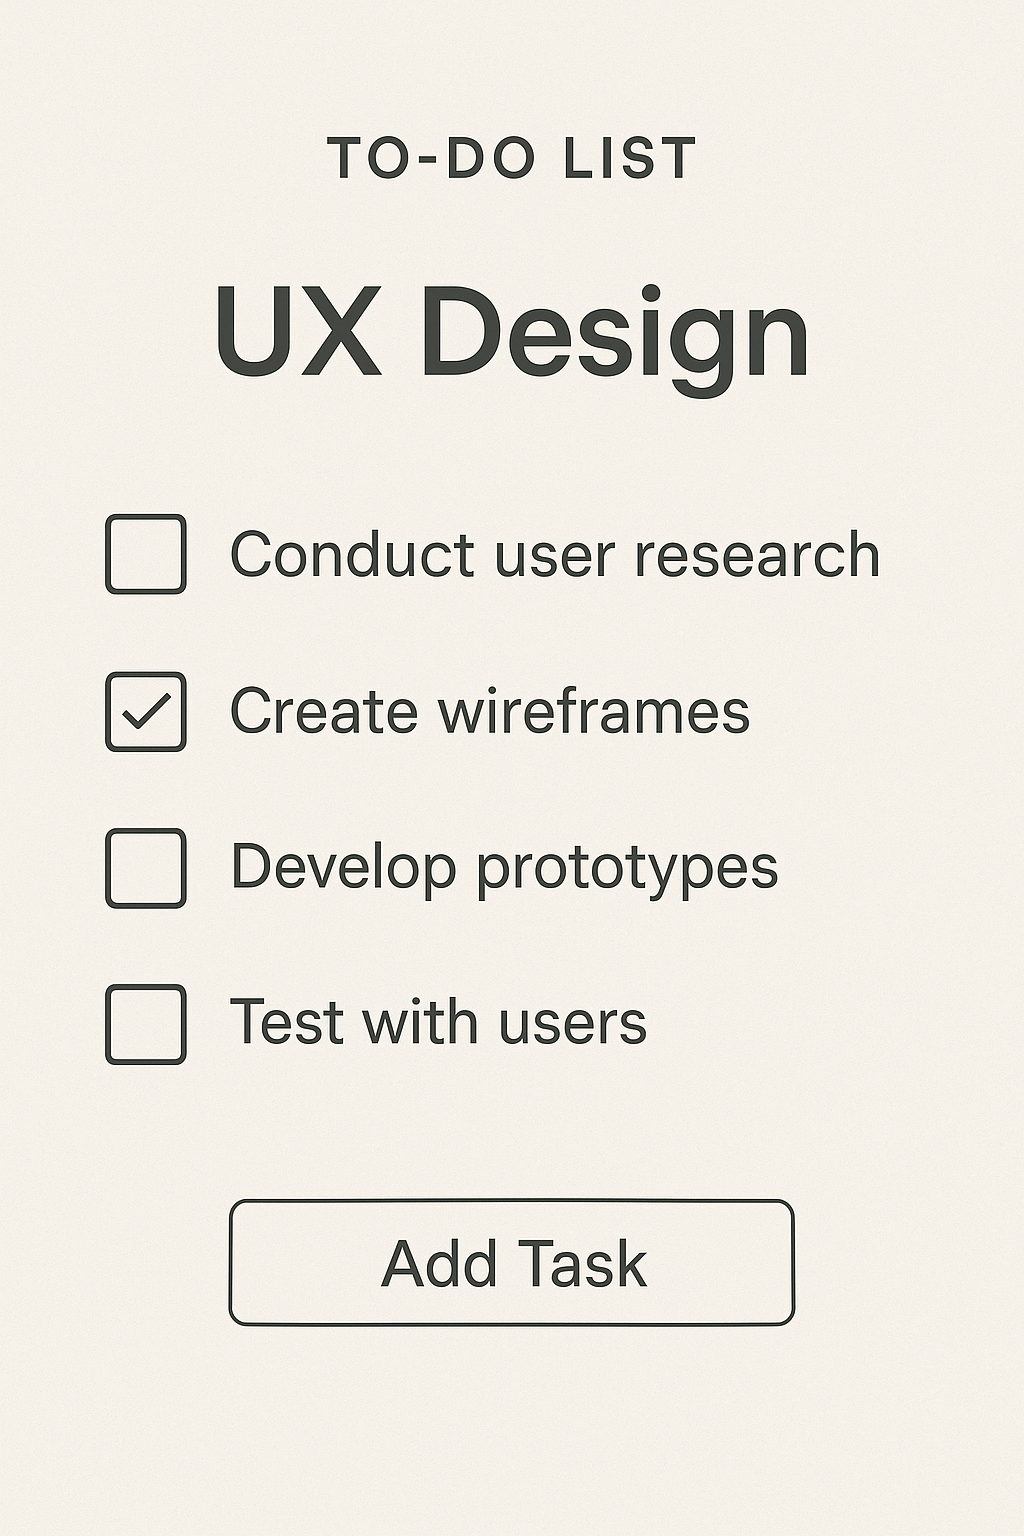 TO-DO LIST
UX Design
Conduct user research
Create wireframes
Develop prototypes
Test with users
Add Task